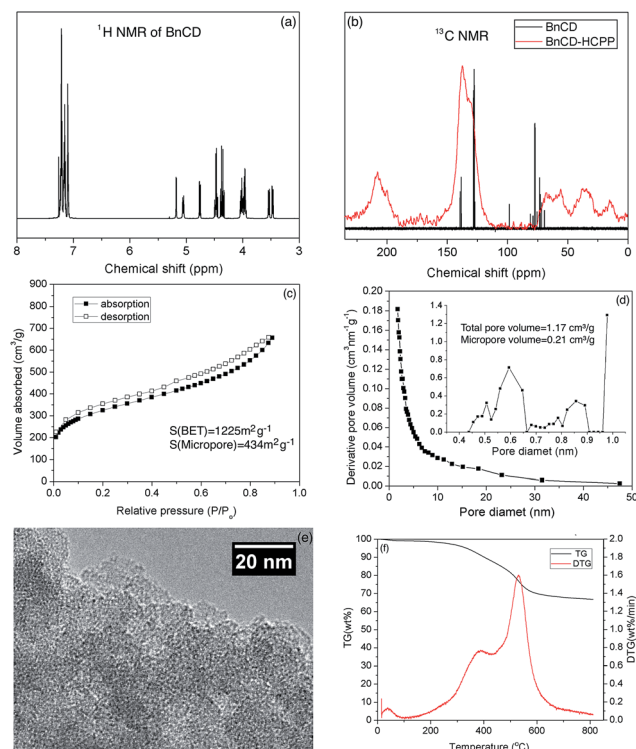 (a)
¹H NMR of BnCD
8 7 6 5 4 3
Chemical shift (ppm)
(b)
¹³C NMR
BnCD
BnCD-HCPP
200 150 100 50 0
Chemical shift (ppm)
(c)
absorption
desorption
900
800
700
600
500
400
300
200
100
0
Volume absorbed (cm³/g)
S(BET)=1225m²g⁻¹
S(Micropore)=434m²g⁻¹
0.0 0.2 0.4 0.6 0.8 1.0
Relative pressure (P/Pₒ)
(d)
0.20
0.18
0.16
0.14
0.12
0.10
0.08
0.06
0.04
0.02
0.00
Derivative pore volume (cm³nm⁻¹g⁻¹)
1.4
1.2
1.0
0.8
0.6
0.4
0.2
0.0
Total pore volume=1.17 cm³/g
Micropore volume=0.21 cm³/g
0.4 0.5 0.6 0.7 0.8 0.9 1.0
Pore diamet (nm)
0 10 20 30 40 50
Pore diamet (nm)
(e)
20 nm
(f)
TG
DTG
100
90
80
70
60
50
40
30
20
10
0
TG(wt%)
2.0
1.8
1.6
1.4
1.2
1.0
0.8
0.6
0.4
0.2
0.0
DTG(wt%/min)
0 200 400 600 800
Temperature (°C)